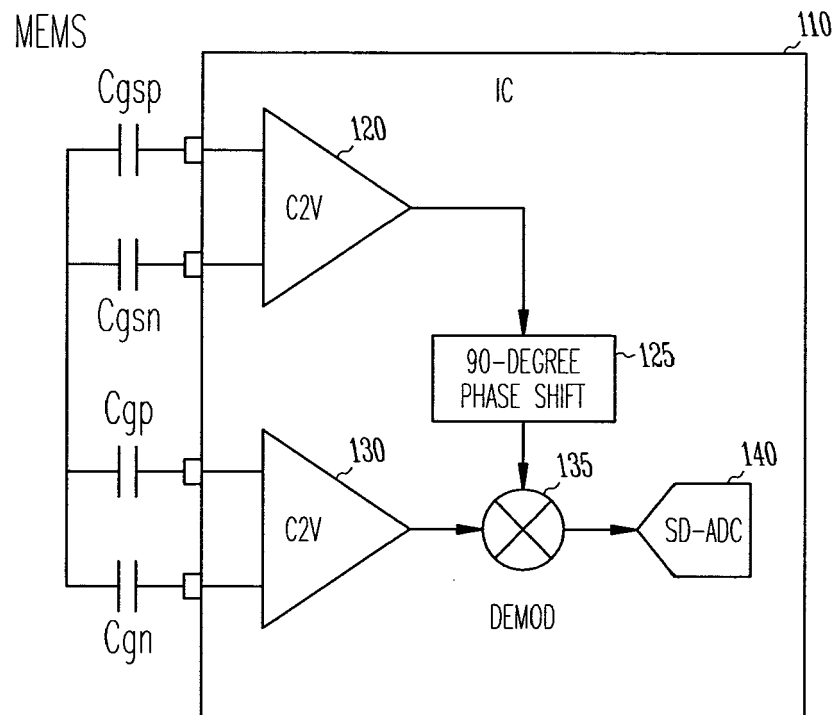 MEMS
110
IC
Cgsp
120
C2V
Cgsn
90-DEGREE
PHASE SHIFT
125
Cgp
130
135
140
C2V
SD-ADC
DEMOD
Cgn